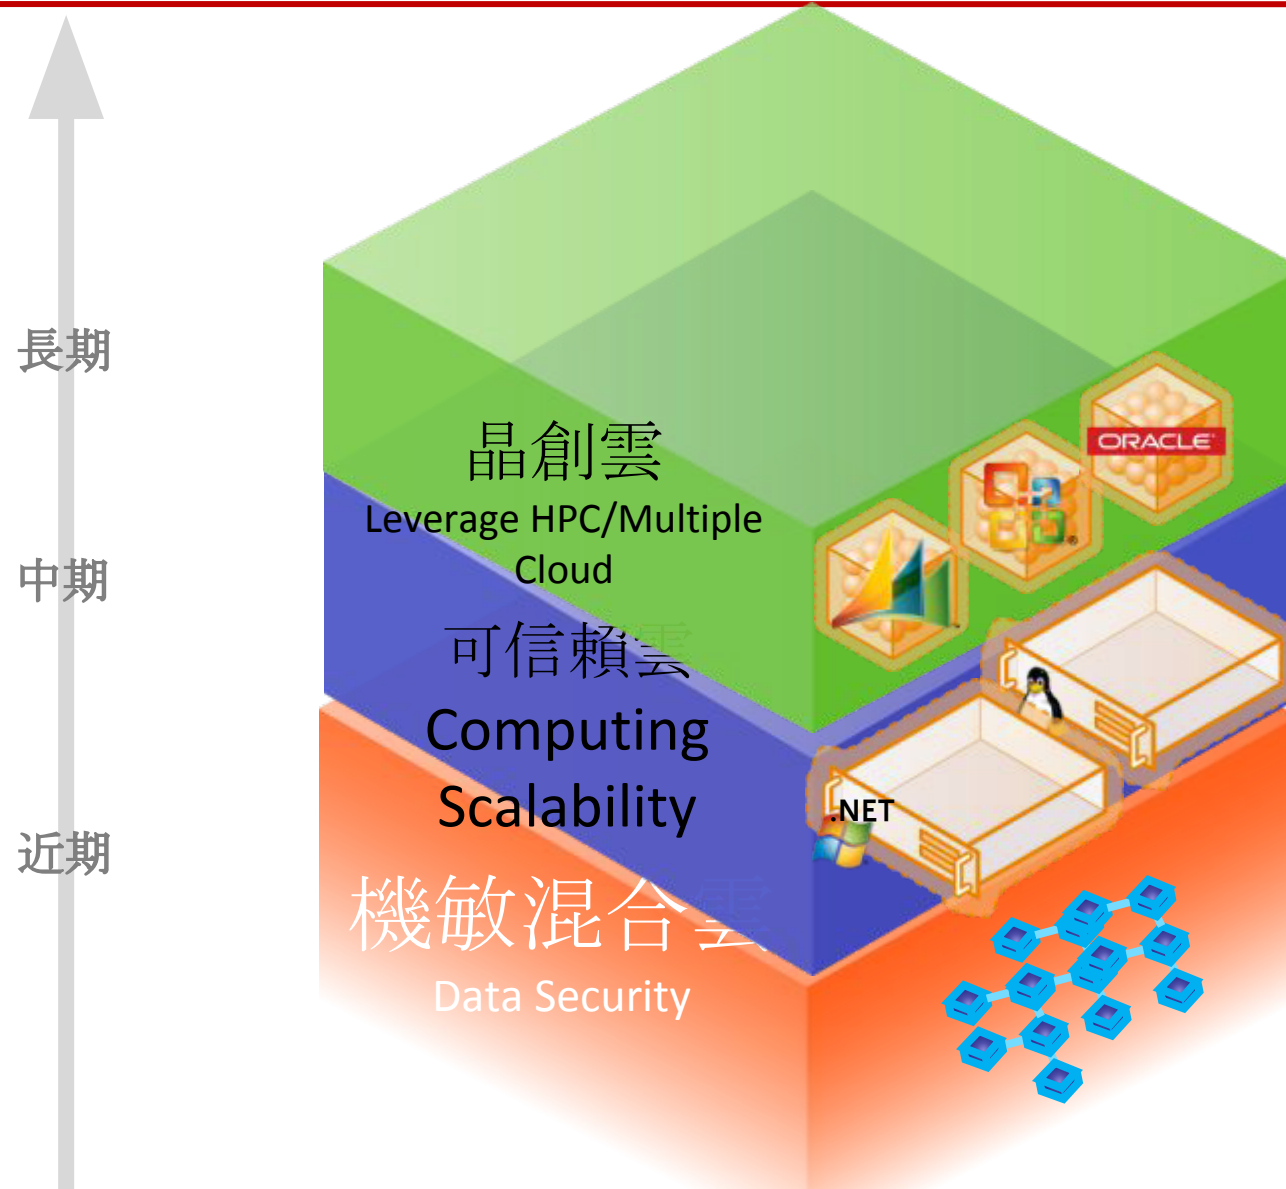 長期
中期
近期
晶創雲
Leverage HPC/Multiple
Cloud
可信賴雲
Computing
Scalability
機敏混合雲
Data Security
ORACLE
.NET